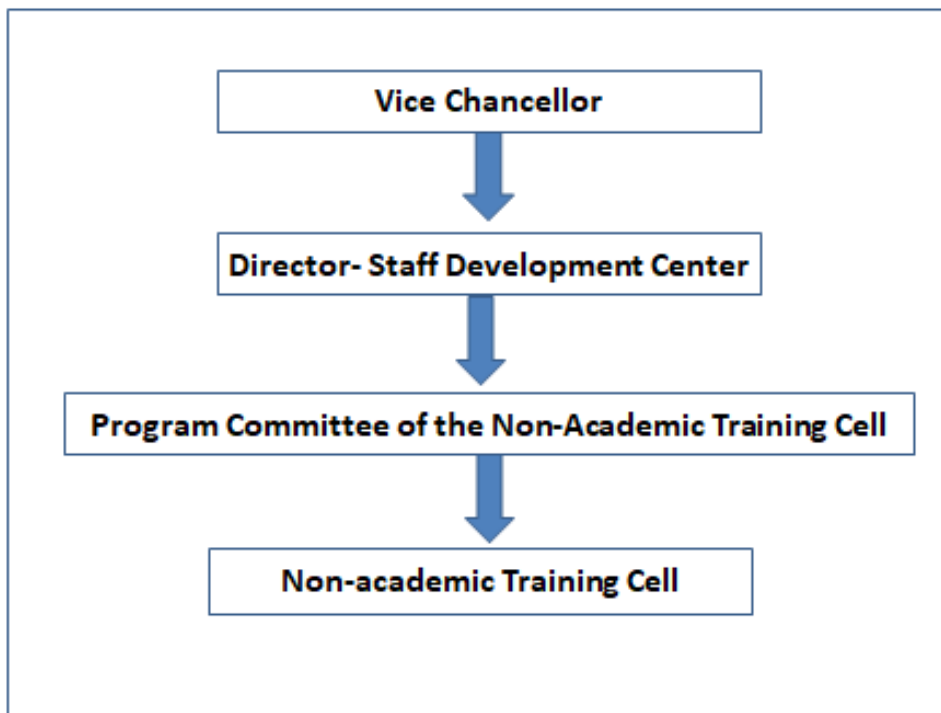 Vice Chancellor
Director- Staff Development Center
Program Committee of the Non-Academic Training Cell
Non-academic Training Cell